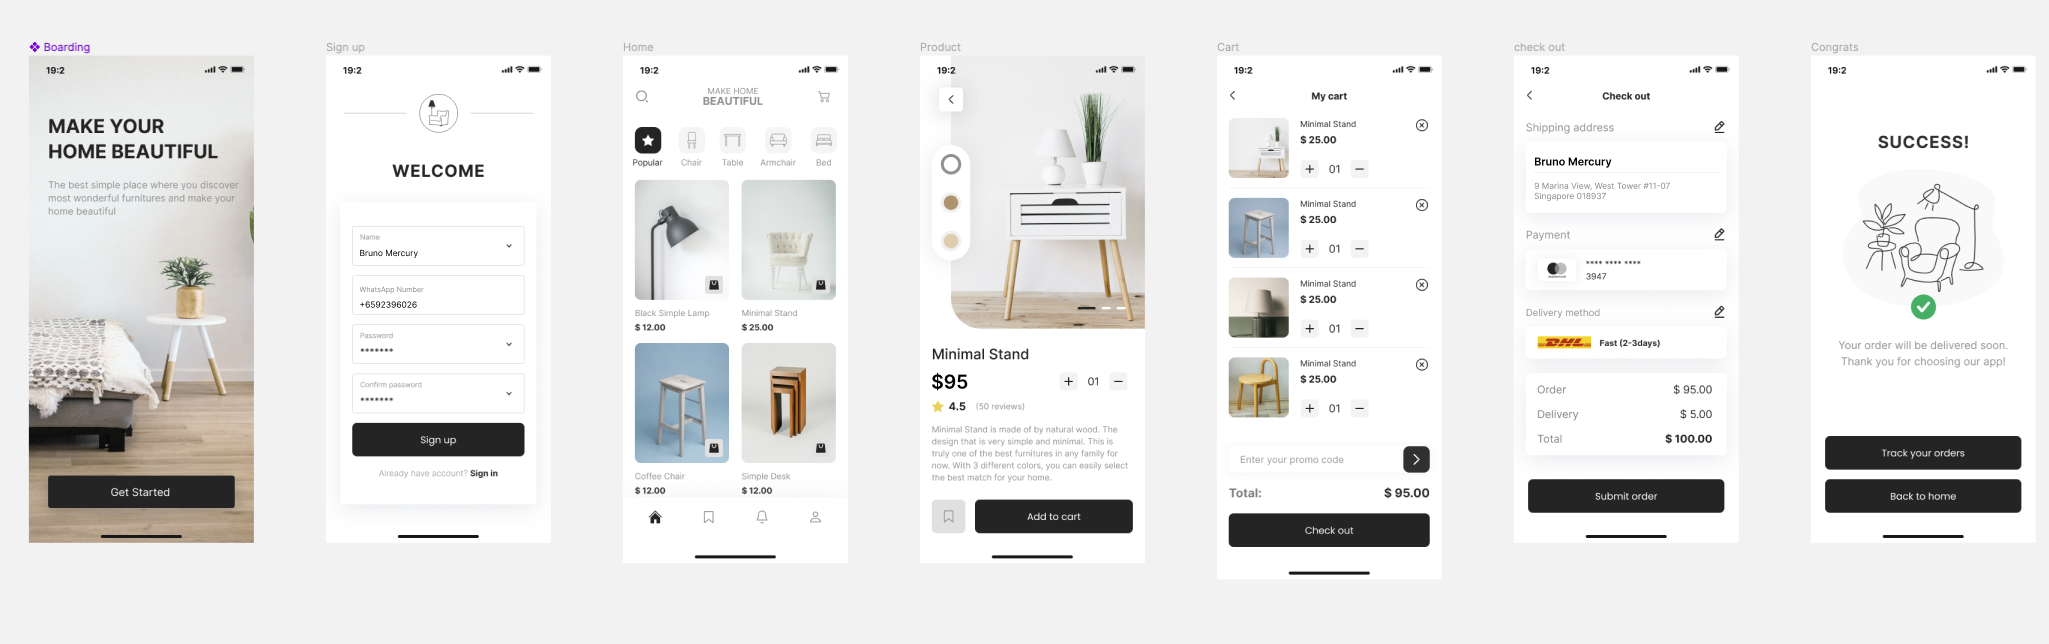 Boarding
19:2
MAKE YOUR
HOME BEAUTIFUL
The best simple place where you discover
most wonderful furnitures and make your
home beautiful
Get Started
Sign up
19:2
WELCOME
Name
Bruno Mercury
WhatsApp Number
+6592396026
Password
*******
Confirm password
*******
Sign up
Already have account? Sign in
Home
19:2
MAKE HOME
BEAUTIFUL
Popular
Chair
Table
Armchair
Bed
Black Simple Lamp
$ 12.00
Minimal Stand
$ 25.00
Coffee Chair
$ 12.00
Simple Desk
$ 12.00
Product
19:2
Minimal Stand
$95
01
4.5 (50 reviews)
Minimal Stand is made of by natural wood. The
design that is very simple and minimal. This is
truly one of the best furnitures in any family for
now. With 3 different colors, you can easily select
the best match for your home.
Add to cart
Cart
19:2
My cart
Minimal Stand
$ 25.00
01
Minimal Stand
$ 25.00
01
Minimal Stand
$ 25.00
01
Minimal Stand
$ 25.00
01
Enter your promo code
Total: $ 95.00
Check out
check out
19:2
Check out
Shipping address
Bruno Mercury
9 Marina View, West Tower #11-07
Singapore 018937
Payment
**** **** **** ****
3947
Delivery method
DHL Fast (2-3days)
Order $ 95.00
Delivery $ 5.00
Total $ 100.00
Submit order
Congrats
19:2
SUCCESS!
Your order will be delivered soon.
Thank you for choosing our app!
Track your orders
Back to home